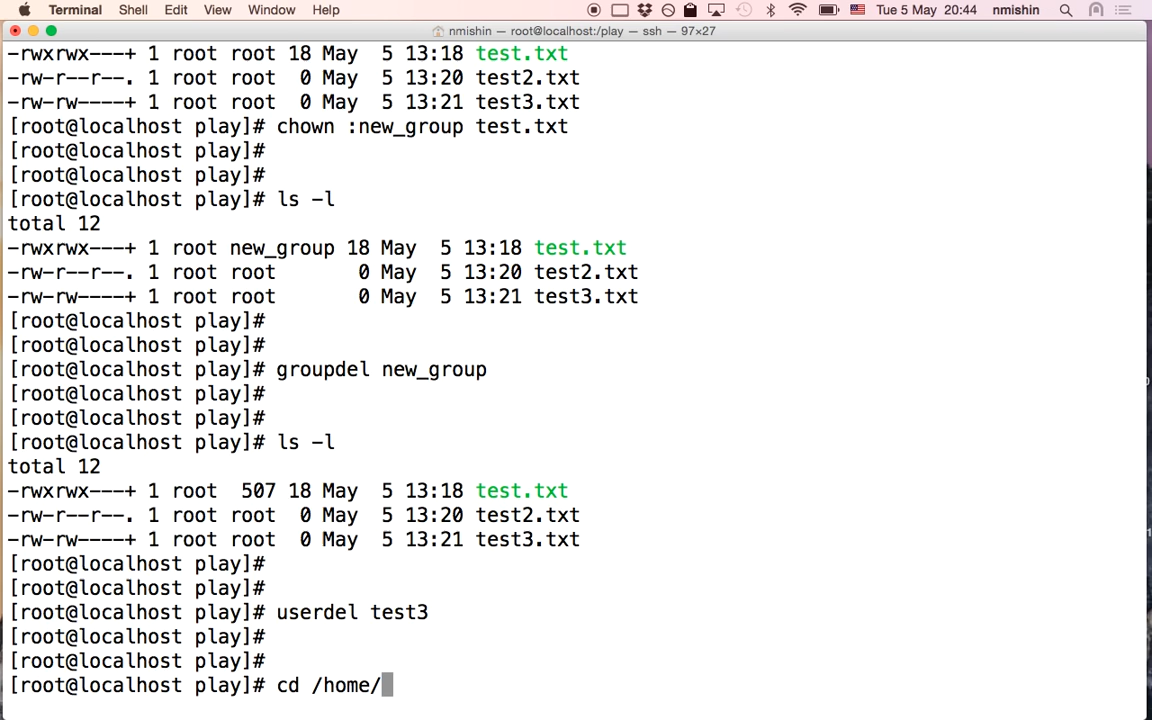 Terminal Shell Edit View Window Help Tue 5 May 20:44 nmishin
nmishin — root@localhost:/play — ssh — 97×27
-rwxrwx---+ 1 root root 18 May  5 13:18 test.txt
-rw-r--r--. 1 root root  0 May  5 13:20 test2.txt
-rw-rw----+ 1 root root  0 May  5 13:21 test3.txt
[root@localhost play]# chown :new_group test.txt
[root@localhost play]#
[root@localhost play]#
[root@localhost play]# ls -l
total 12
-rwxrwx---+ 1 root new_group 18 May  5 13:18 test.txt
-rw-r--r--. 1 root root       0 May  5 13:20 test2.txt
-rw-rw----+ 1 root root       0 May  5 13:21 test3.txt
[root@localhost play]#
[root@localhost play]#
[root@localhost play]# groupdel new_group
[root@localhost play]#
[root@localhost play]#
[root@localhost play]# ls -l
total 12
-rwxrwx---+ 1 root  507 18 May  5 13:18 test.txt
-rw-r--r--. 1 root root  0 May  5 13:20 test2.txt
-rw-rw----+ 1 root root  0 May  5 13:21 test3.txt
[root@localhost play]#
[root@localhost play]#
[root@localhost play]# userdel test3
[root@localhost play]#
[root@localhost play]#
[root@localhost play]# cd /home/